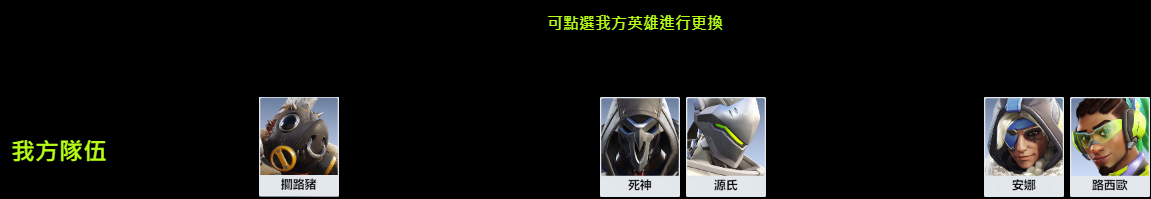 可點選我方英雄進行更換
我方隊伍
攔路豬
死神
源氏
安娜
路西歐